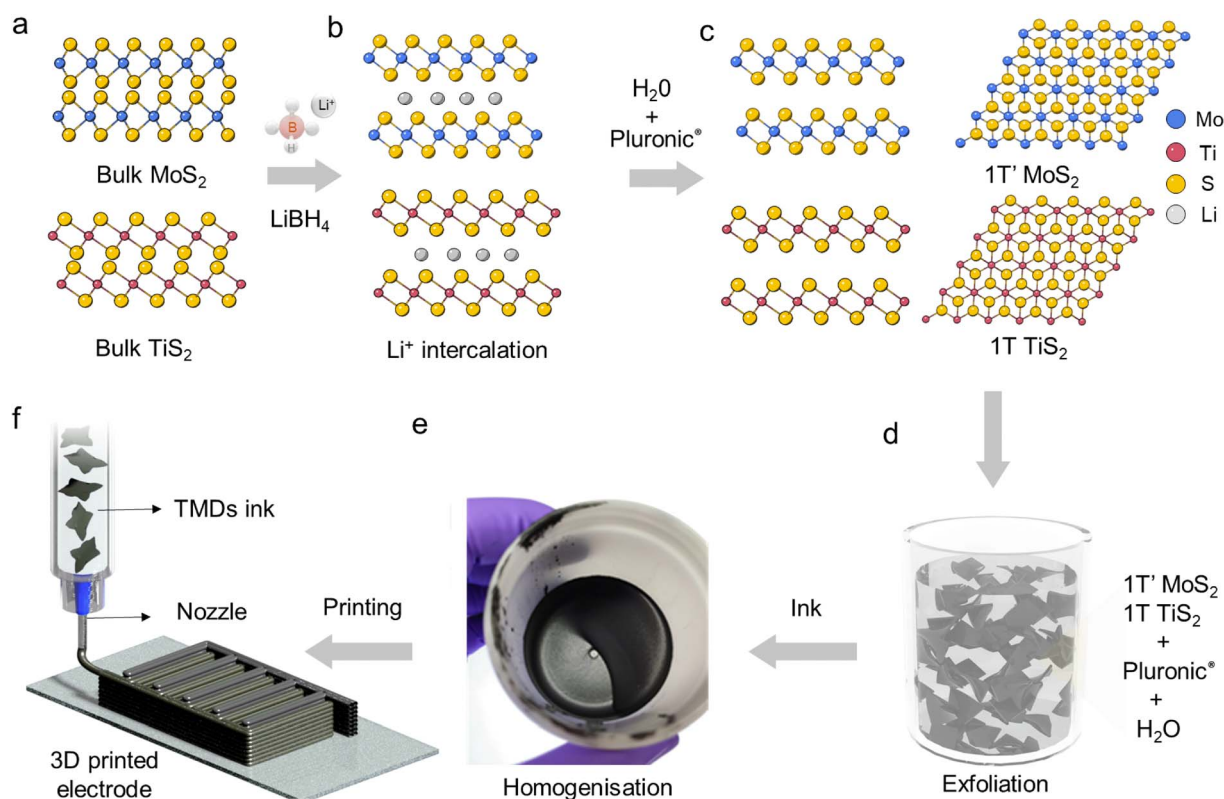 a
b
c
Bulk MoS₂
Bulk TiS₂
Li⁺
B
H
LiBH₄
Li⁺ intercalation
H₂0
+
Pluronic®
1T’ MoS₂
1T TiS₂
Mo
Ti
S
Li
f
e
d
TMDs ink
Nozzle
3D printed
electrode
Printing
Homogenisation
Ink
1T’ MoS₂
1T TiS₂
+
Pluronic®
+
H₂O
Exfoliation